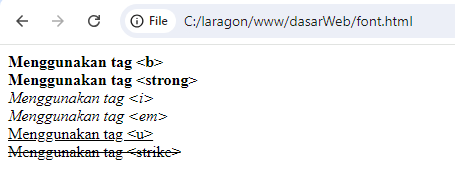 File C:/laragon/www/dasarWeb/font.html
Menggunakan tag <b>
Menggunakan tag <strong>
Menggunakan tag <i>
Menggunakan tag <em>
Menggunakan tag <u>
Menggunakan tag <strike>